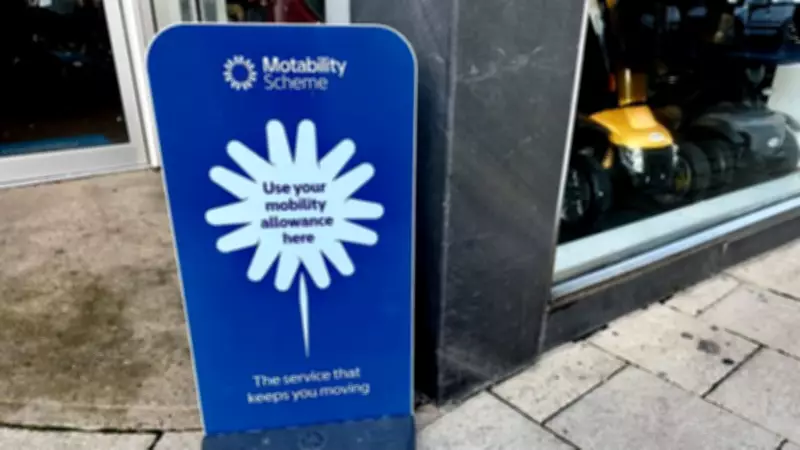 Motability
Scheme
Use your
mobility
allowance
here
The service that
keeps you moving